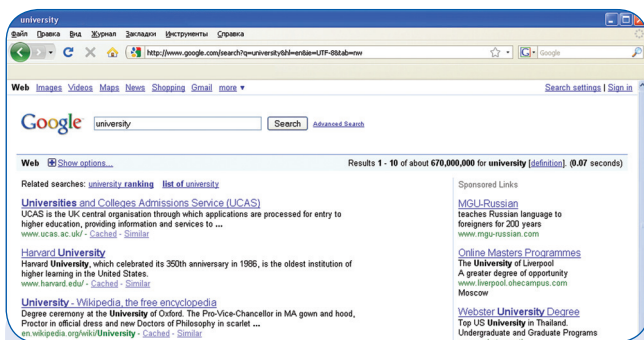 university
Файл Правка Вид Журнал Закладки Инструменты Справка
http://www.google.com/search?q=university&hl=en&ie=UTF-8&tab=nw
Google
Web Images Videos Maps News Shopping Gmail more ▼
Search settings | Sign in
Google
university
Search
Advanced Search
Web Show options...
Results 1 - 10 of about 670,000,000 for university [definition]. (0.07 seconds)
Related searches: university ranking list of university
Universities and Colleges Admissions Service (UCAS)
UCAS is the UK central organisation through which applications are processed for entry to
higher education, providing information and services to ...
www.ucas.ac.uk/ - Cached - Similar
Harvard University
Harvard University, which celebrated its 350th anniversary in 1986, is the oldest institution of
higher learning in the United States.
www.harvard.edu/ - Cached - Similar
University - Wikipedia, the free encyclopedia
Degree ceremony at the University of Oxford. The Pro-Vice-Chancellor in MA gown and hood,
Proctor in official dress and new Doctors of Philosophy in scarlet ...
en.wikipedia.org/wiki/University - Cached - Similar
Sponsored Links
MGU-Russian
teaches Russian language to
foreigners for 200 years
www.mgu-russian.com
Online Masters Programmes
The University of Liverpool
A greater degree of opportunity
www.liverpool.ohecampus.com
Moscow
Webster University Degree
Top US University in Thailand.
Undergraduate and Graduate Programs